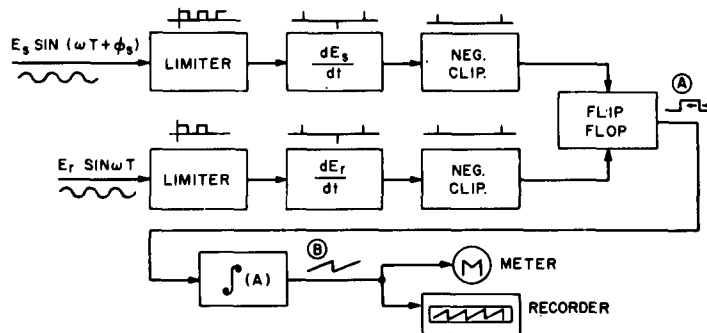 E_s SIN (ωT+ϕ_s)
LIMITER
dE_s
dt
NEG.
CLIP.
FLIP
FLOP
A
E_r SINωT
LIMITER
dE_r
dt
NEG.
CLIP.
∫(A)
B
M
METER
RECORDER